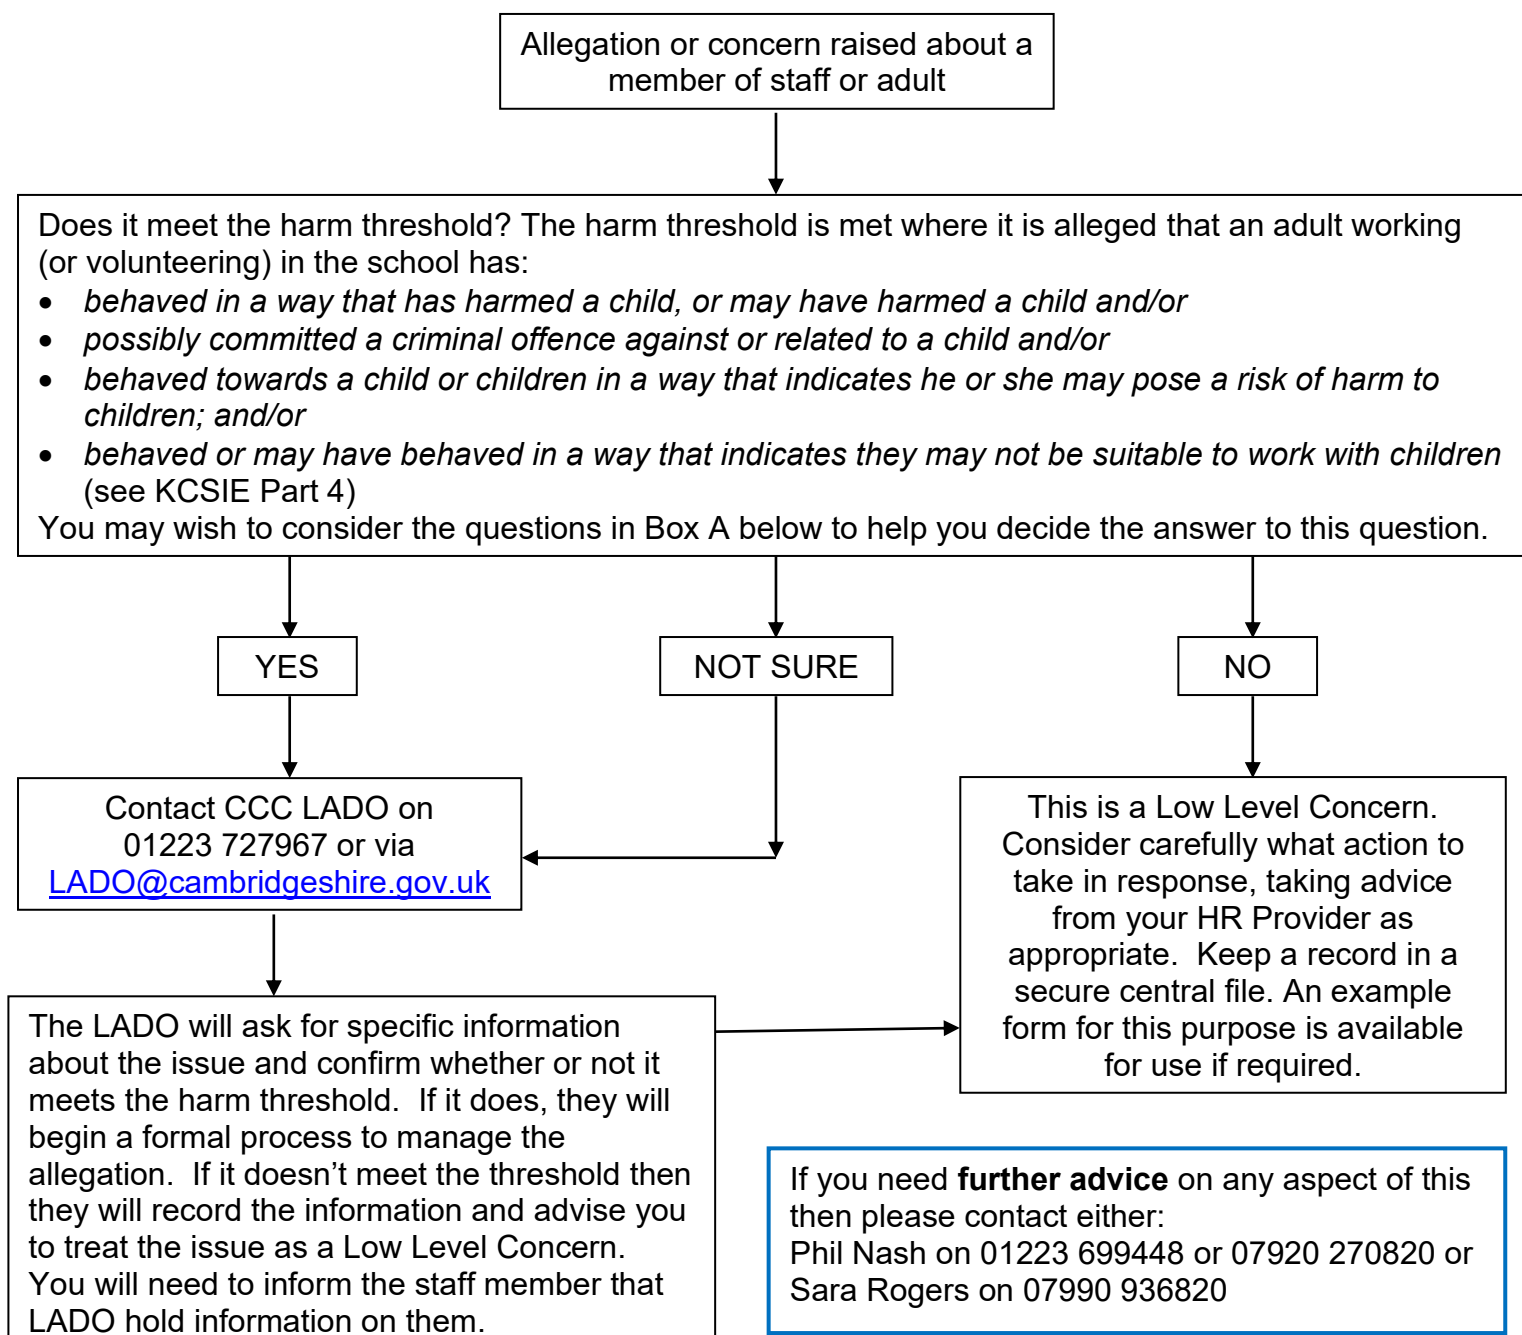 Allegation or concern raised about a
member of staff or adult
Does it meet the harm threshold? The harm threshold is met where it is alleged that an adult working
(or volunteering) in the school has:
• behaved in a way that has harmed a child, or may have harmed a child and/or
• possibly committed a criminal offence against or related to a child and/or
• behaved towards a child or children in a way that indicates he or she may pose a risk of harm to
children; and/or
• behaved or may have behaved in a way that indicates they may not be suitable to work with children
(see KCSIE Part 4)
You may wish to consider the questions in Box A below to help you decide the answer to this question.
YES
NOT SURE
NO
Contact CCC LADO on
01223 727967 or via
LADO@cambridgeshire.gov.uk
This is a Low Level Concern.
Consider carefully what action to
take in response, taking advice
from your HR Provider as
appropriate.  Keep a record in a
secure central file. An example
form for this purpose is available
for use if required.
The LADO will ask for specific information
about the issue and confirm whether or not it
meets the harm threshold.  If it does, they will
begin a formal process to manage the
allegation.  If it doesn’t meet the threshold then
they will record the information and advise you
to treat the issue as a Low Level Concern.
You will need to inform the staff member that
LADO hold information on them.
If you need further advice on any aspect of this
then please contact either:
Phil Nash on 01223 699448 or 07920 270820 or
Sara Rogers on 07990 936820